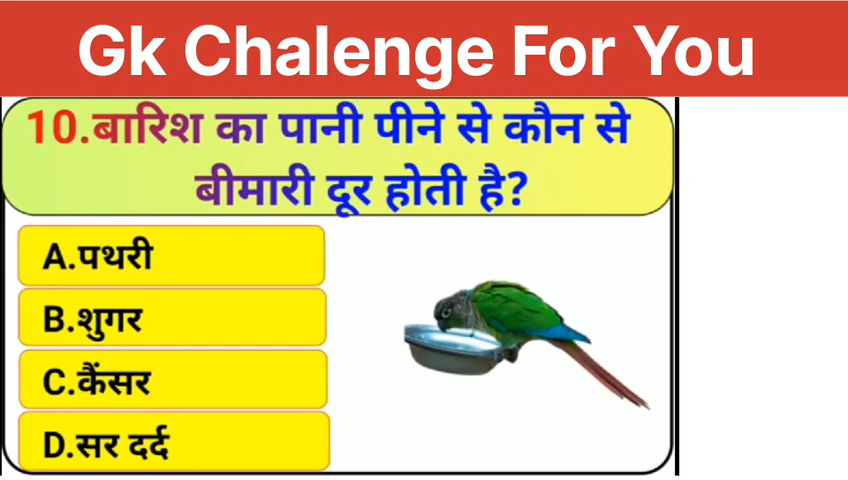 Gk Chalenge For You
10.बारिश का पानी पीने से कौन से
बीमारी दूर होती है?
A.पथरी
B.शुगर
C.कैंसर
D.सर दर्द